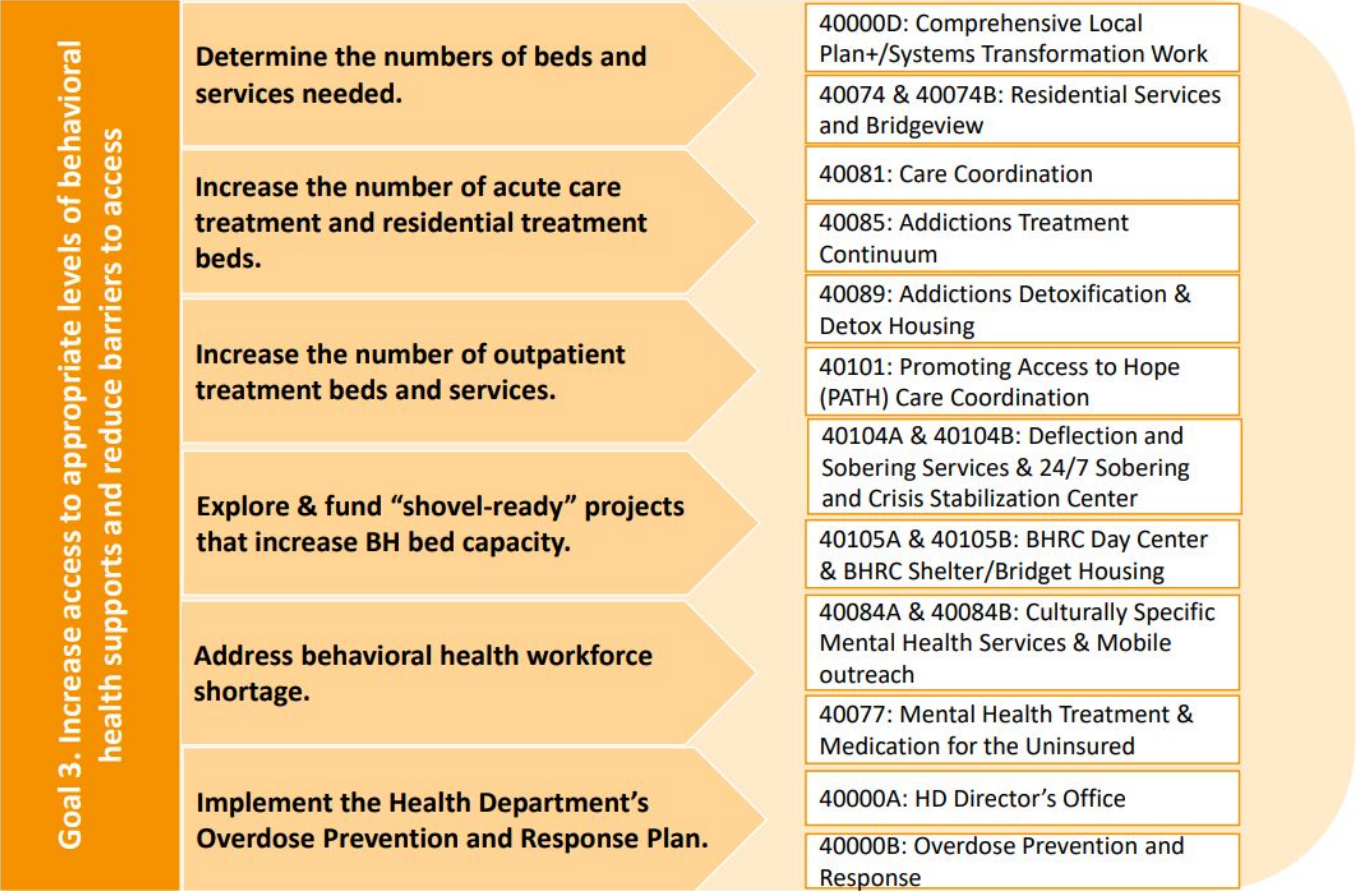 Goal 3. Increase access to appropriate levels of behavioral
health supports and reduce barriers to access
Determine the numbers of beds and
services needed.
Increase the number of acute care
treatment and residential treatment
beds.
Increase the number of outpatient
treatment beds and services.
Explore & fund “shovel-ready” projects
that increase BH bed capacity.
Address behavioral health workforce
shortage.
Implement the Health Department’s
Overdose Prevention and Response Plan.
40000D: Comprehensive Local
Plan+/Systems Transformation Work
40074 & 40074B: Residential Services
and Bridgeview
40081: Care Coordination
40085: Addictions Treatment
Continuum
40089: Addictions Detoxification &
Detox Housing
40101: Promoting Access to Hope
(PATH) Care Coordination
40104A & 40104B: Deflection and
Sobering Services & 24/7 Sobering
and Crisis Stabilization Center
40105A & 40105B: BHRC Day Center
& BHRC Shelter/Bridget Housing
40084A & 40084B: Culturally Specific
Mental Health Services & Mobile
outreach
40077: Mental Health Treatment &
Medication for the Uninsured
40000A: HD Director’s Office
40000B: Overdose Prevention and
Response